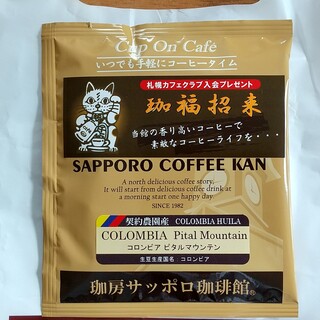 Cup On Café
いつでも手軽にコーヒータイム
札幌カフェクラブ入会プレゼント
珈福招来
当館の香り高いコーヒーで
素敵なコーヒーライフを・・・
SAPPORO COFFEE KAN
A north delicious coffee story.
It will start from delicious coffee drink at
a morning start one happy day.
SINCE 1982
契約農園産 COLOMBIA HUILA
COLOMBIA Pital Mountain
コロンビア ピタルマウンテン
生豆生産国名：コロンビア
珈房サッポロ珈琲館®